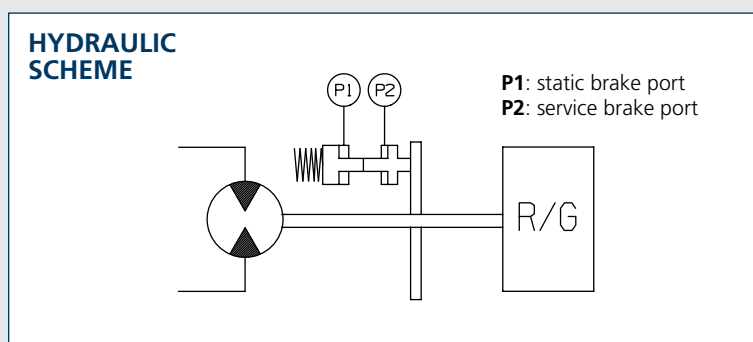 HYDRAULIC
SCHEME
P1 P2
P1: static brake port
P2: service brake port
R/G